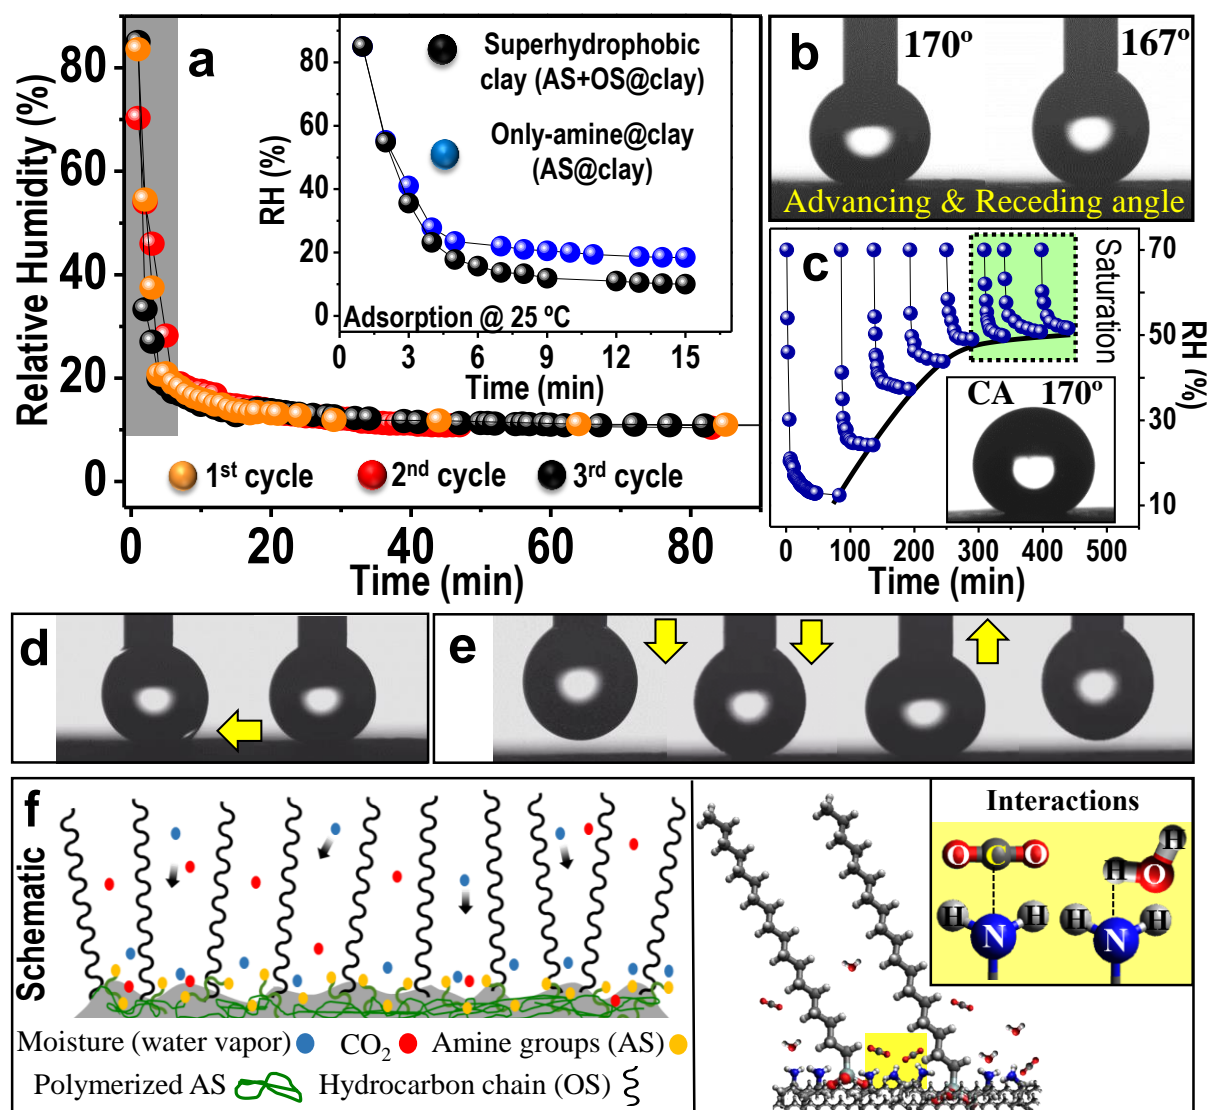 a
Relative Humidity (%)
80
60
40
20
0
0
20
40
60
80
Time (min)
1st cycle
2nd cycle
3rd cycle
RH (%)
80
60
40
20
0
0
3
6
9
12
15
Time (min)
Superhydrophobic
clay (AS+OS@clay)
Only-amine@clay
(AS@clay)
Adsorption @ 25 ºC
b
170º
167º
Advancing & Receding angle
c
Saturation
70
50
30
10
RH (%)
CA 170º
0
100
200
300
400
500
Time (min)
d
e
f
Schematic
Moisture (water vapor)
CO2
Amine groups (AS)
Polymerized AS
Hydrocarbon chain (OS)
Interactions
O C O
H
H
O
H N H
H N H